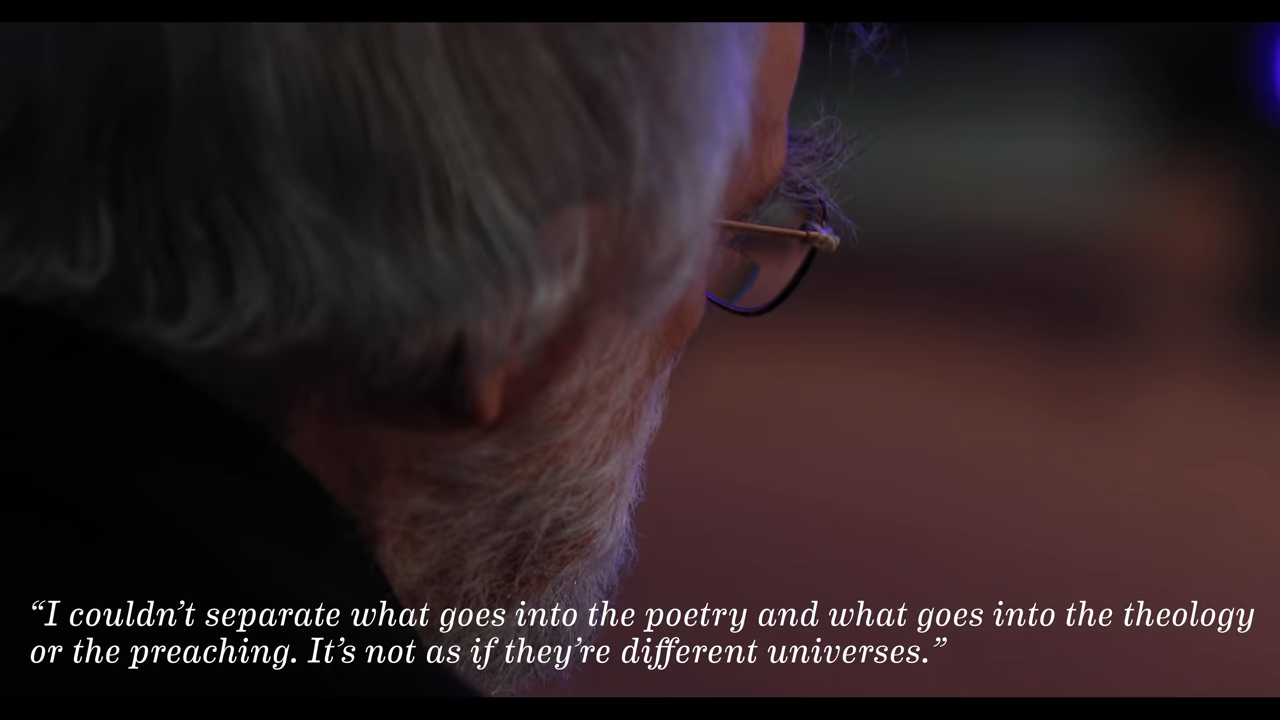 “I couldn’t separate what goes into the poetry and what goes into the theology
or the preaching. It’s not as if they’re different universes.”